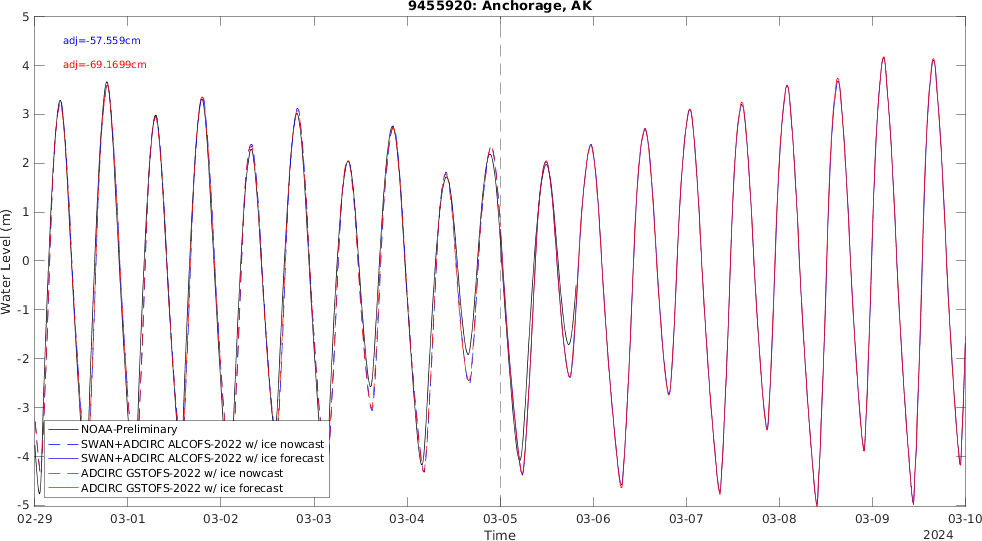 9455920: Anchorage, AK
adj=-57.559cm
adj=-69.1699cm
Water Level (m)
5
4
3
2
1
0
-1
-2
-3
-4
-5
NOAA-Preliminary
SWAN+ADCIRC ALCOFS-2022 w/ ice nowcast
SWAN+ADCIRC ALCOFS-2022 w/ ice forecast
ADCIRC GSTOFS-2022 w/ ice nowcast
ADCIRC GSTOFS-2022 w/ ice forecast
02-29 03-01 03-02 03-03 03-04 03-05 03-06 03-07 03-08 03-09 03-10
Time
2024